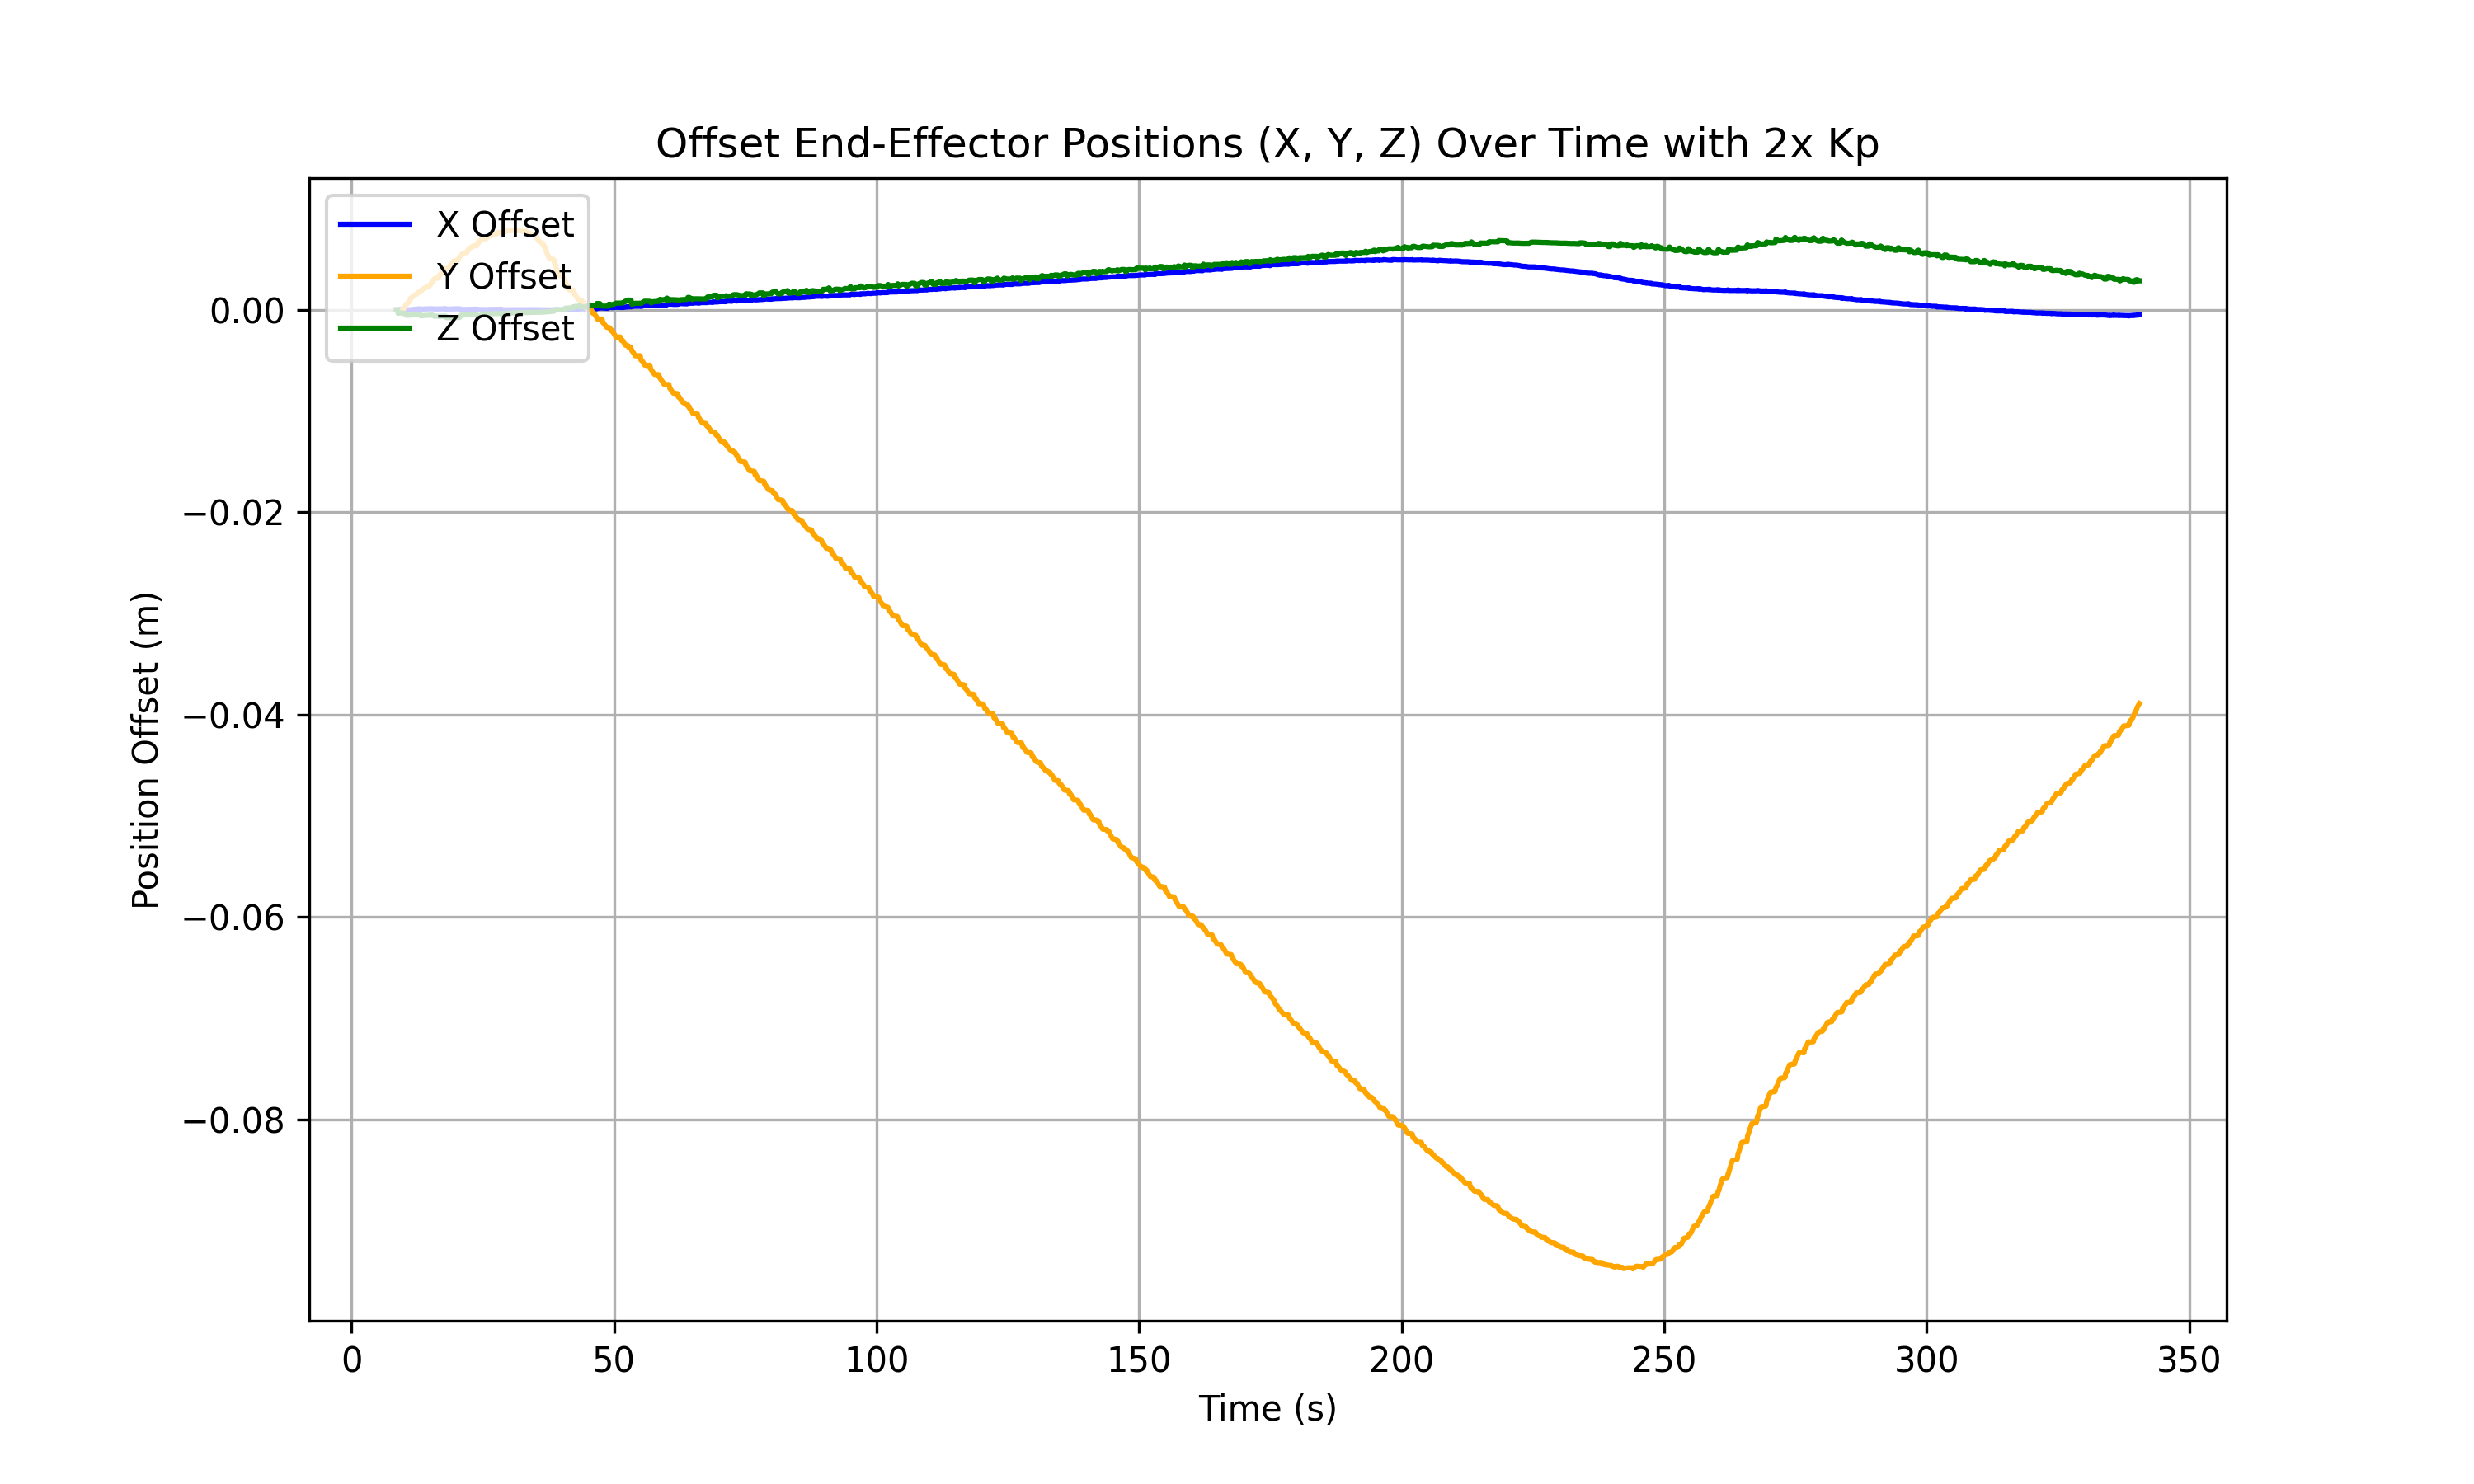 Offset End-Effector Positions (X, Y, Z) Over Time with 2x Kp
X Offset
Y Offset
Z Offset
0.00
−0.02
−0.04
−0.06
−0.08
Position Offset (m)
0 50 100 150 200 250 300 350
Time (s)